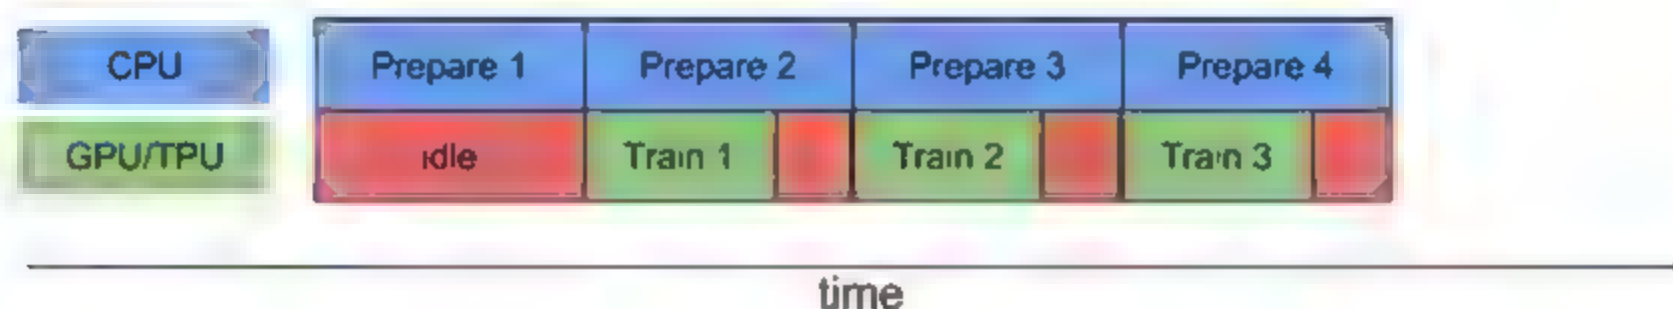 CPU Prepare 1 Prepare 2 Prepare 3 Prepare 4
GPU/TPU idle Train 1 Train 2 Train 3
time